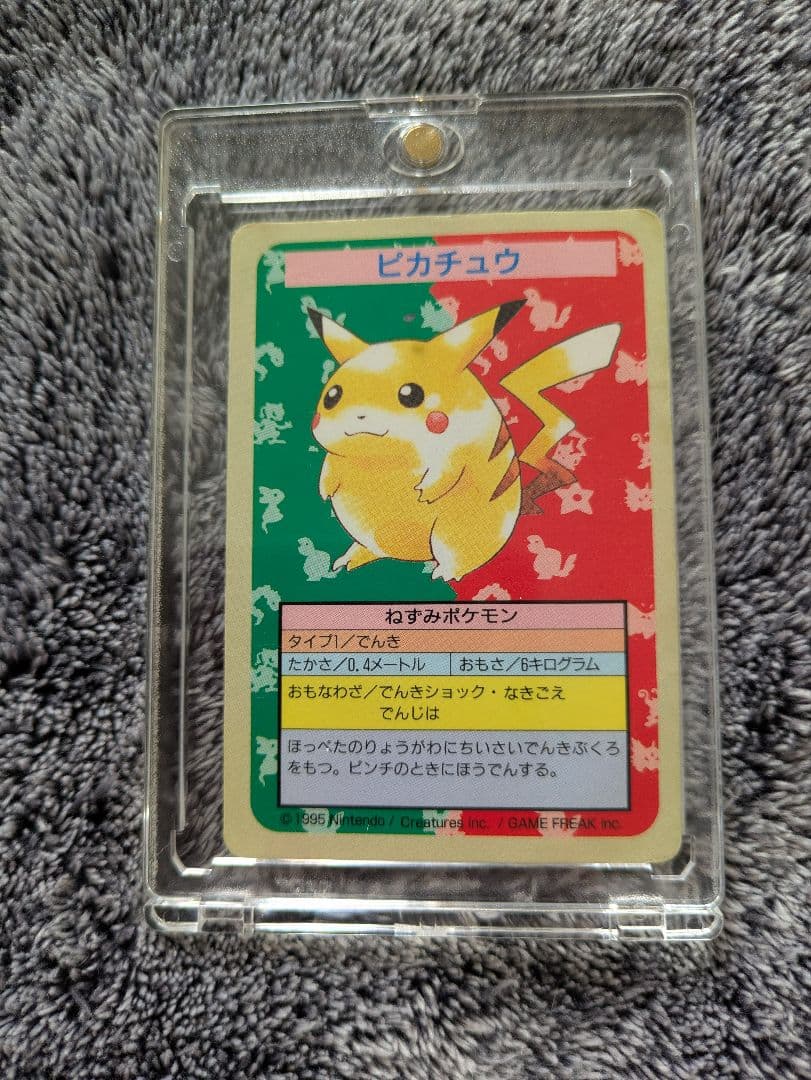 ピカチュウ
ねずみポケモン
タイプ1/でんき
たかさ/0.4メートル おもさ/6キログラム
おもなわざ/でんきショック・なきごえ
でんじは
ほっぺたのりょうがわにちいさいでんきぶくろ
をもつ。ピンチのときにほうでんする。
© 1995 Nintendo / Creatures inc. / GAME FREAK inc.